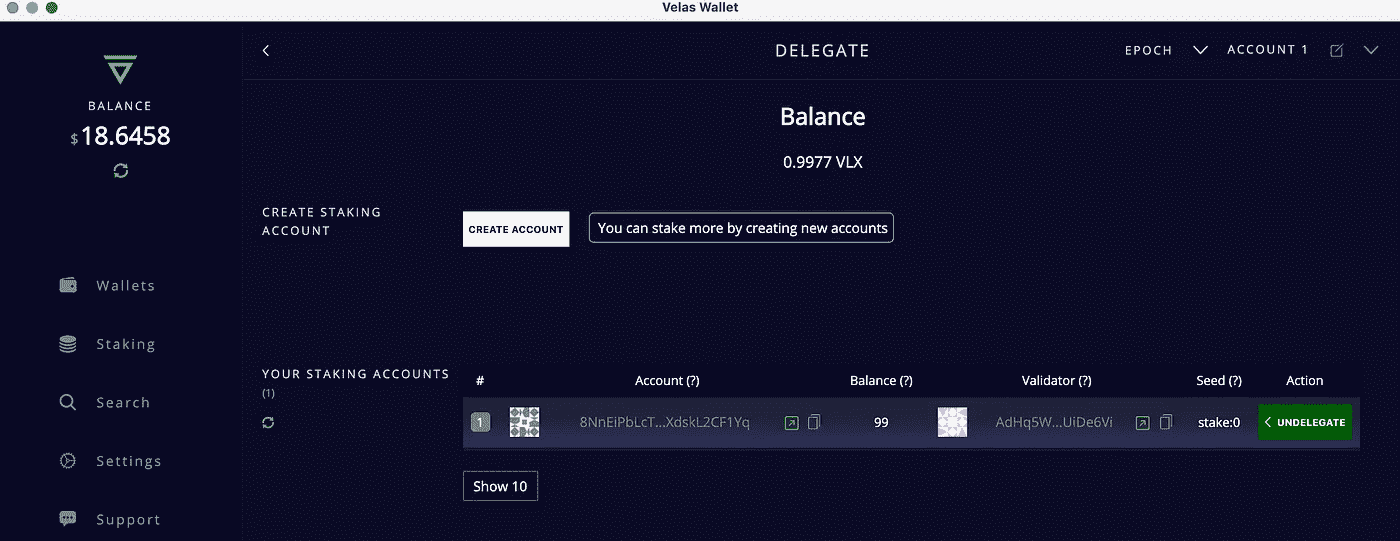 Velas Wallet
DELEGATE
EPOCH
ACCOUNT 1
BALANCE
$18.6458
Balance
0.9977 VLX
CREATE STAKING
ACCOUNT
CREATE ACCOUNT
You can stake more by creating new accounts
Wallets
Staking
Search
Settings
Support
YOUR STAKING ACCOUNTS
(1)
# Account (?) Balance (?) Validator (?) Seed (?) Action
1 8NnEiPbLcT...XdskL2CF1Yq 99 AdHq5W...UiDe6Vi stake:0 UNDELEGATE
Show 10